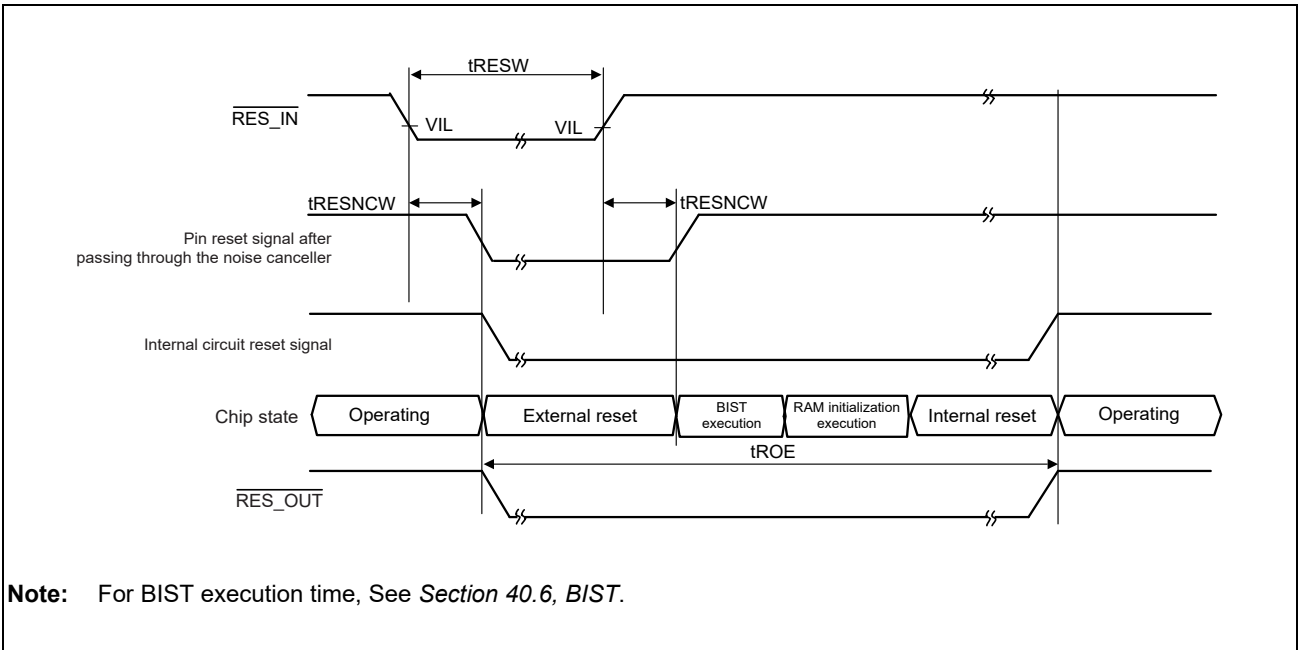 tRESW
RES_IN
VIL
VIL
tRESNCW
tRESNCW
Pin reset signal after
passing through the noise canceller
Internal circuit reset signal
Chip state
Operating
External reset
BIST
execution
RAM initialization
execution
Internal reset
Operating
tROE
RES_OUT
Note: For BIST execution time, See Section 40.6, BIST.